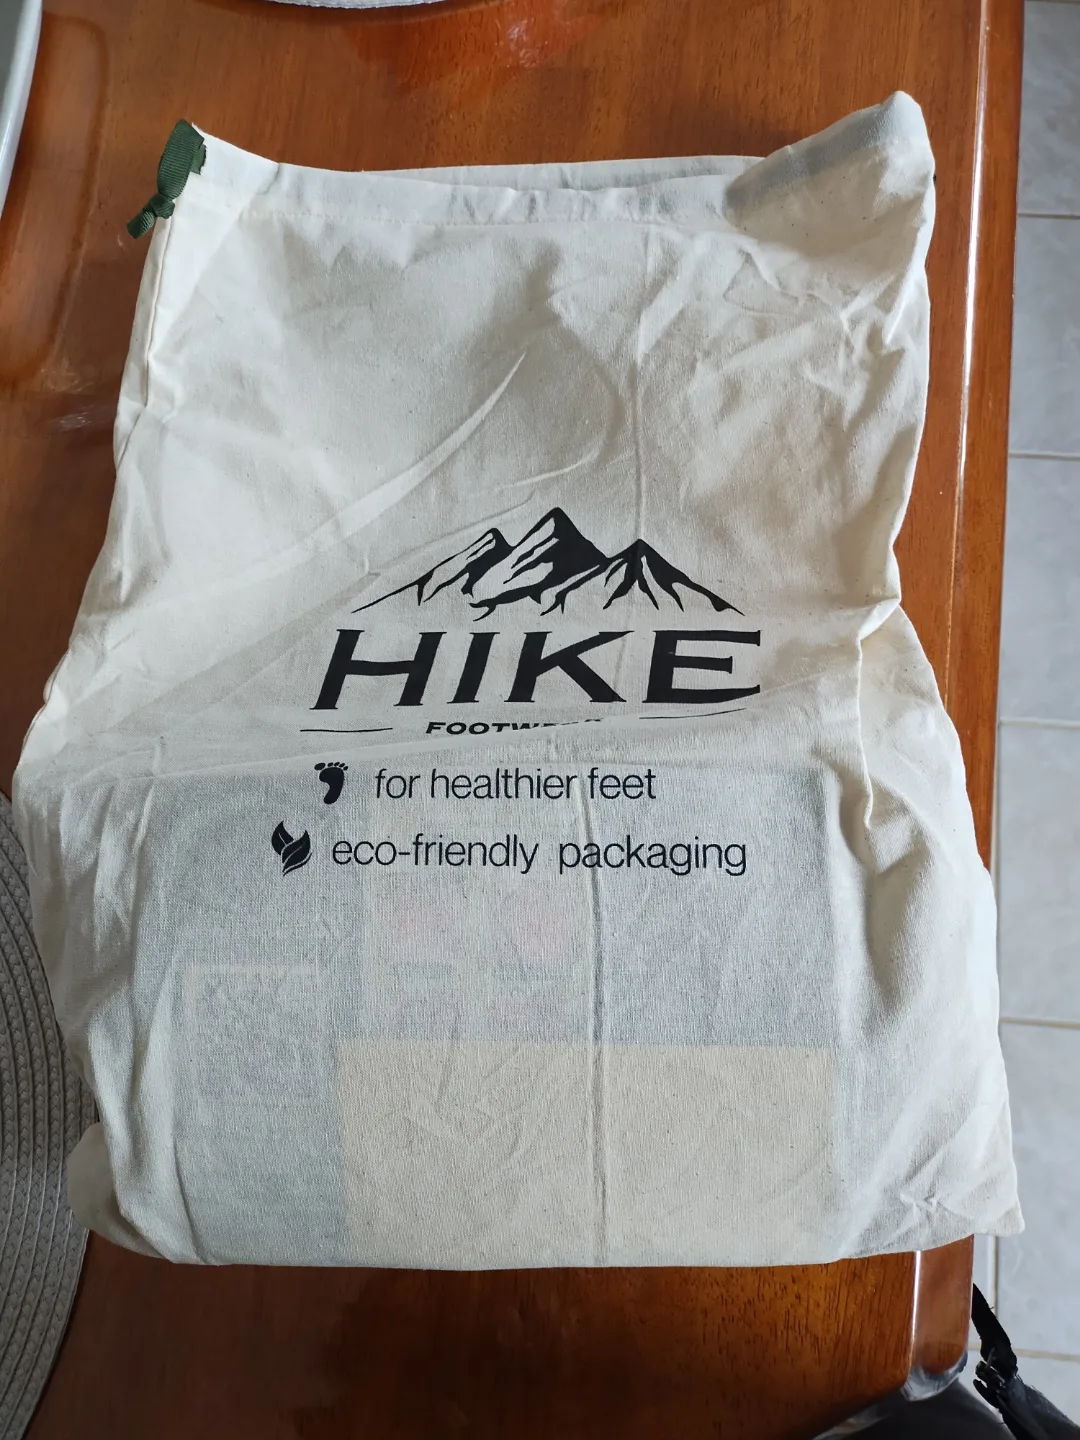 HIKE
for healthier feet
eco-friendly packaging